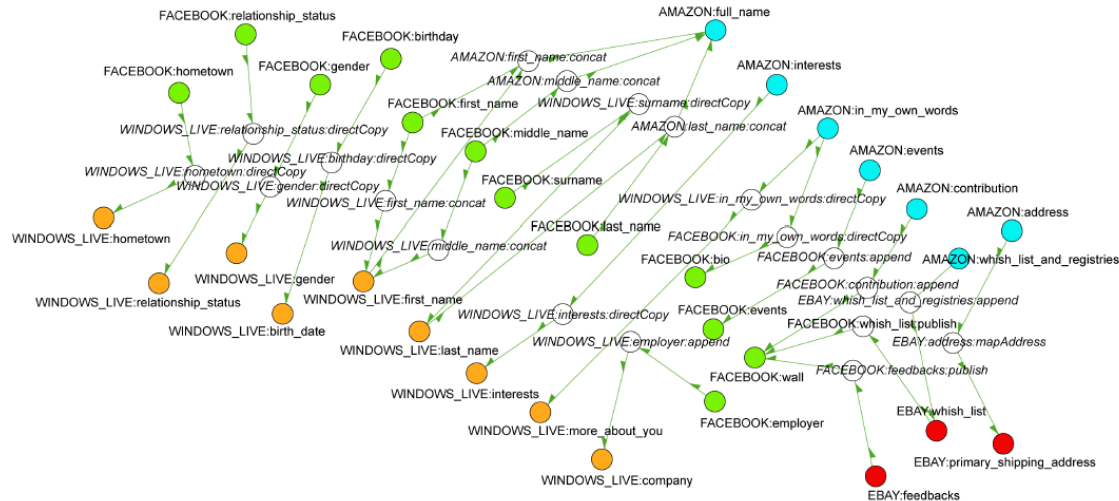 FACEBOOK:relationship_status
AMAZON:full_name
FACEBOOK:birthday
AMAZON:first_name:concat
FACEBOOK:gender
AMAZON:interests
FACEBOOK:hometown
AMAZON:middle_name:concat
FACEBOOK:first_name
WINDOWS_LIVE:surname:directCopy
AMAZON:in_my_own_words
WINDOWS_LIVE:relationship_status:directCopy
FACEBOOK:middle_name
AMAZON:last_name:concat
AMAZON:events
WINDOWS_LIVE:birthday:directCopy
WINDOWS_LIVE:hometown:directCopy
WINDOWS_LIVE:gender:directCopy
FACEBOOK:surname
AMAZON:contribution
WINDOWS_LIVE:first_name:concat
WINDOWS_LIVE:in_my_own_words:directCopy
AMAZON:address
FACEBOOK:last_name
WINDOWS_LIVE:hometown
WINDOWS_LIVE:middle_name:concat
FACEBOOK:in_my_own_words:directCopy
FACEBOOK:bio
FACEBOOK:events:append
AMAZON:whish_list_and_registries
WINDOWS_LIVE:gender
FACEBOOK:contribution:append
WINDOWS_LIVE:relationship_status
WINDOWS_LIVE:first_name
EBAY:whish_list_and_registries:append
FACEBOOK:events
WINDOWS_LIVE:interests:directCopy
FACEBOOK:whish_list:publish
WINDOWS_LIVE:birth_date
WINDOWS_LIVE:employer:append
EBAY:address:mapAddress
WINDOWS_LIVE:last_name
FACEBOOK:wall
FACEBOOK:feedbacks:publish
WINDOWS_LIVE:interests
EBAY:whish_list
FACEBOOK:employer
WINDOWS_LIVE:more_about_you
EBAY:primary_shipping_address
WINDOWS_LIVE:company
EBAY:feedbacks